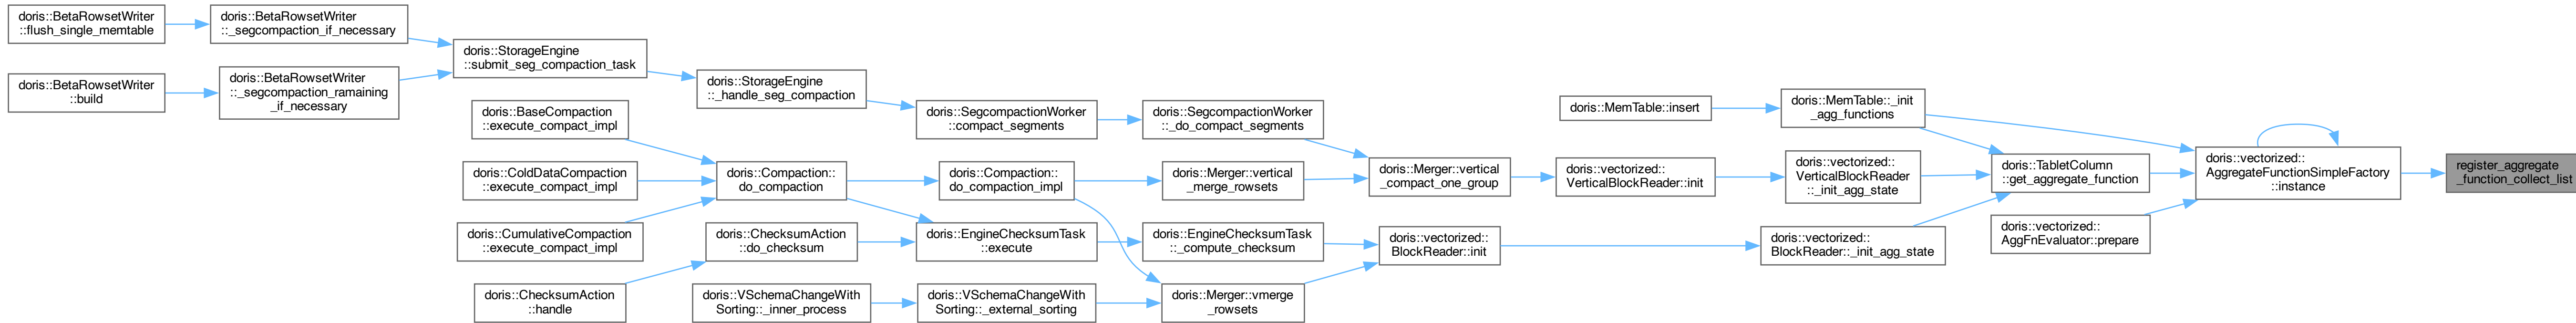 doris::BetaRowsetWriter
::flush_single_memtable
doris::BetaRowsetWriter
::build
doris::BetaRowsetWriter
::_segcompaction_if_necessary
doris::BetaRowsetWriter
::_segcompaction_ramaining
_if_necessary
doris::StorageEngine
::submit_seg_compaction_task
doris::BaseCompaction
::execute_compact_impl
doris::ColdDataCompaction
::execute_compact_impl
doris::CumulativeCompaction
::execute_compact_impl
doris::ChecksumAction
::handle
doris::StorageEngine
::_handle_seg_compaction
doris::Compaction::
do_compaction
doris::ChecksumAction
::do_checksum
doris::VSchemaChangeWith
Sorting::_inner_process
doris::SegcompactionWorker
::compact_segments
doris::Compaction::
do_compaction_impl
doris::EngineChecksumTask
::execute
doris::VSchemaChangeWith
Sorting::_external_sorting
doris::SegcompactionWorker
::_do_compact_segments
doris::Merger::vertical
_merge_rowsets
doris::EngineChecksumTask
::_compute_checksum
doris::Merger::vmerge
_rowsets
doris::Merger::vertical
_compact_one_group
doris::vectorized::
BlockReader::init
doris::MemTable::insert
doris::vectorized::
VerticalBlockReader::init
doris::MemTable::_init
_agg_functions
doris::vectorized::
VerticalBlockReader
::_init_agg_state
doris::vectorized::
BlockReader::_init_agg_state
doris::TabletColumn
::get_aggregate_function
doris::vectorized::
AggFnEvaluator::prepare
doris::vectorized::
AggregateFunctionSimpleFactory
::instance
register_aggregate
_function_collect_list